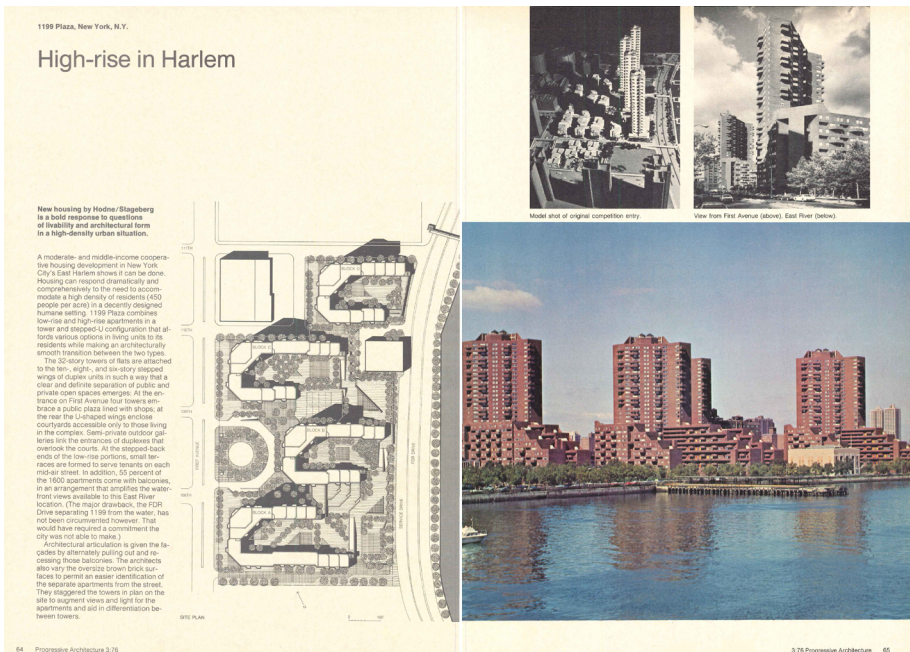 1199 Plaza, New York, N.Y.
High-rise in Harlem
New housing by Hodne/Stageberg
is a bold response to questions
of livability and architectural form
in a high-density urban situation.
A moderate- and middle-income coopera-
tive housing development in New York
City's East Harlem shows it can be done.
Housing can respond dramatically and
comprehensively to the need to accom-
modate a high density of residents (450
people per acre) in a decently designed
humane setting. 1199 Plaza combines
low-rise and high-rise apartments in a
tower and stepped-U configuration that af-
fords various options in living units to its
residents while making an architecturally
smooth transition between the two types.
The 32-story towers of flats are attached
to the ten-, eight-, and six-story stepped
wings of duplex units in such a way that a
clear and definite separation of public and
private open spaces emerges: At the en-
trance on First Avenue four towers em-
brace a public plaza lined with shops; at
the rear the U-shaped wings enclose
courtyards accessible only to those living
in the complex. Semi-private outdoor gal-
leries link the entrances of duplexes that
overlook the courts. At the stepped-back
ends of the low-rise portions, small ter-
races are formed to serve tenants on each
mid-air street. In addition, 55 percent of
the 1600 apartments come with balconies,
in an arrangement that amplifies the water-
front views available to this East River
location. (The major drawback, the FDR
Drive separating 1199 from the water, has
not been circumvented however. That
would have required a commitment the
city was not able to make.)
Architectural articulation is given the fa-
çades by alternately pulling out and re-
cessing those balconies. The architects
also vary the oversize brown brick sur-
faces to permit an easier identification of
the separate apartments from the street.
They staggered the towers in plan on the
site to augment views and light for the
apartments and aid in differentiation be-
tween towers.
111TH
110TH
109TH
108TH
FIRST AVENUE
BLOCK D
BLOCK C
BLOCK B
BLOCK A
FDR DRIVE
SERVICE DRIVE
SITE PLAN
64 Progressive Architecture 3:76
Model shot of original competition entry.
View from First Avenue (above), East River (below).
3:76 Progressive Architecture 65